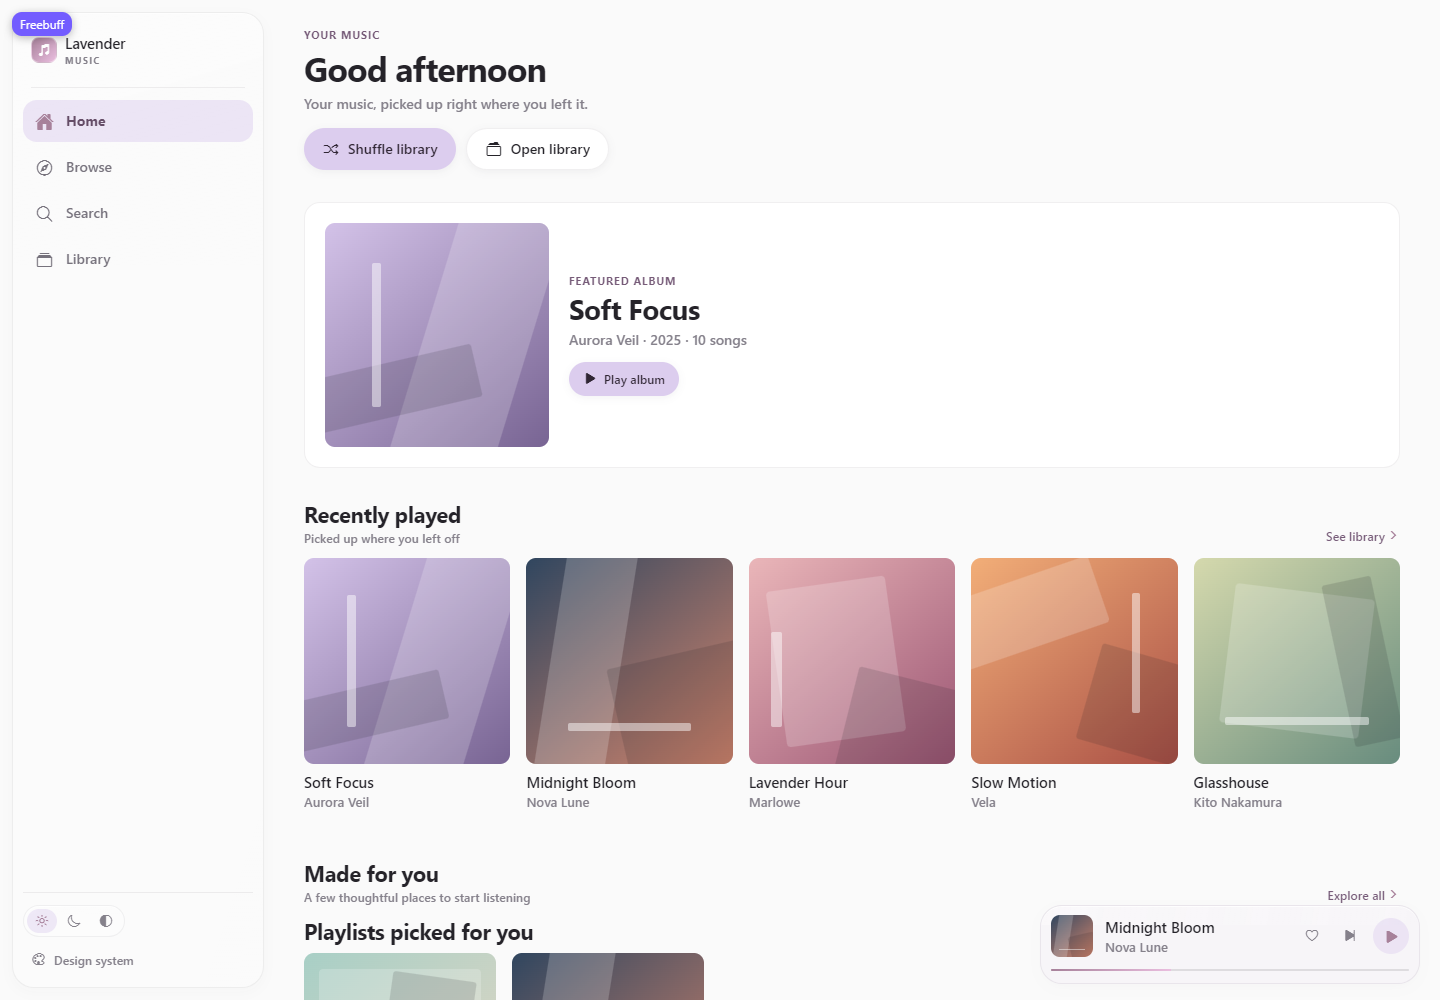 Freebuff
Lavender
MUSIC
Home
Browse
Search
Library
Design system
YOUR MUSIC
Good afternoon
Your music, picked up right where you left it.
Shuffle library
Open library
FEATURED ALBUM
Soft Focus
Aurora Veil · 2025 · 10 songs
Play album
Recently played
Picked up where you left off
See library
Soft Focus
Aurora Veil
Midnight Bloom
Nova Lune
Lavender Hour
Marlowe
Slow Motion
Vela
Glasshouse
Kito Nakamura
Made for you
A few thoughtful places to start listening
Explore all
Playlists picked for you
Midnight Bloom
Nova Lune